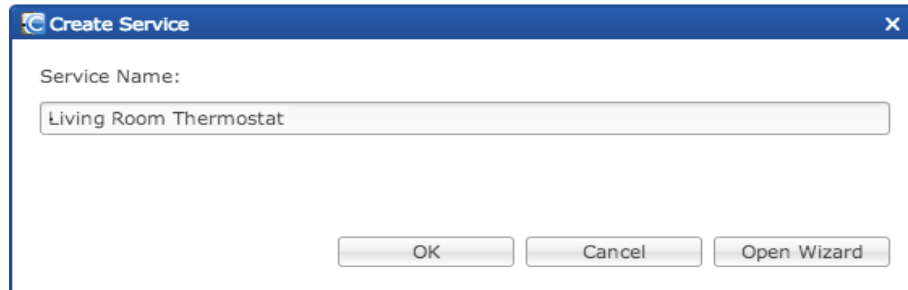 Create Service
Service Name:
Living Room Thermostat
OK Cancel Open Wizard